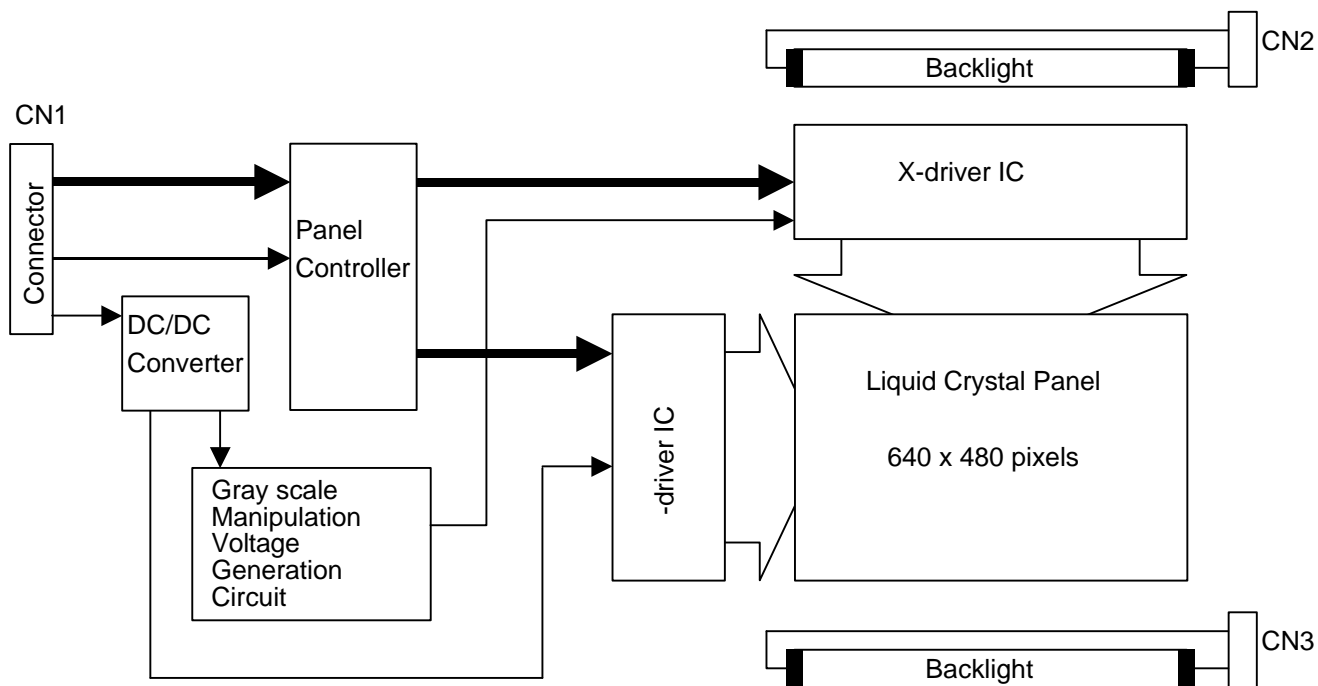 CN2
Backlight
CN1
Connector
X-driver IC
Panel
Controller
DC/DC
Converter
-driver IC
Liquid Crystal Panel
640 x 480 pixels
Gray scale
Manipulation
Voltage
Generation
Circuit
CN3
Backlight